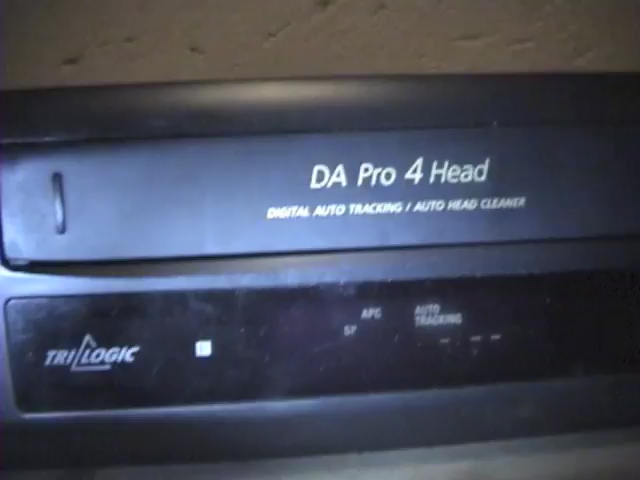 DA Pro 4 Head
DIGITAL AUTO TRACKING / AUTO HEAD CLEANER
APC
SP
AUTO
TRACKING
TRILOGIC